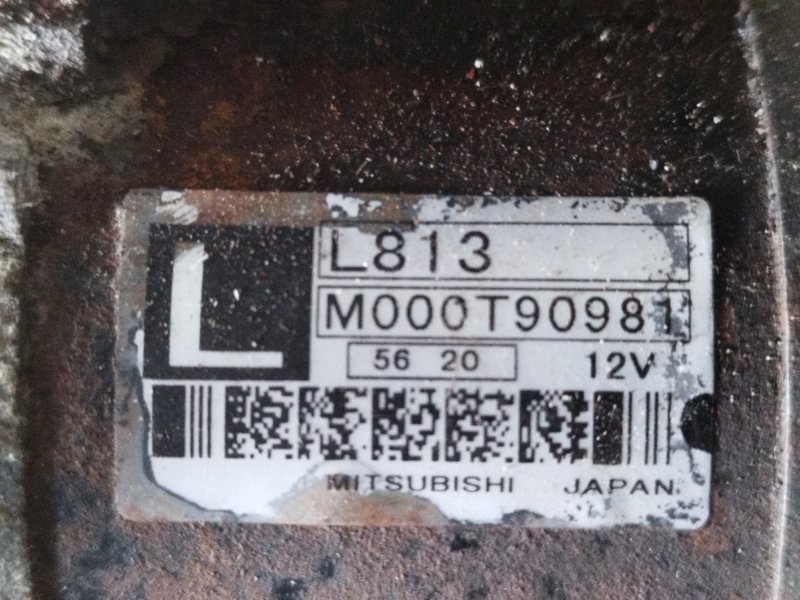 L
L813
M000T90981
56 20 12V
MITSUBISHI JAPAN